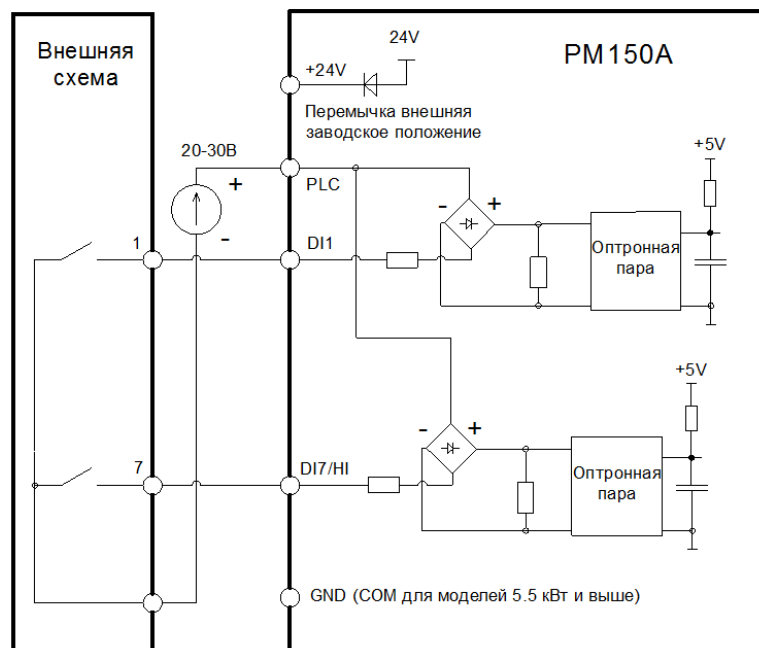 Внешняя
схема
24V
PM150A
+24V
Перемычка внешняя
заводское положение
20-30В
+
-
PLC
- +
+5V
1
DI1
Оптронная
пара
+5V
- +
7
DI7/HI
Оптронная
пара
GND (COM для моделей 5.5 кВт и выше)